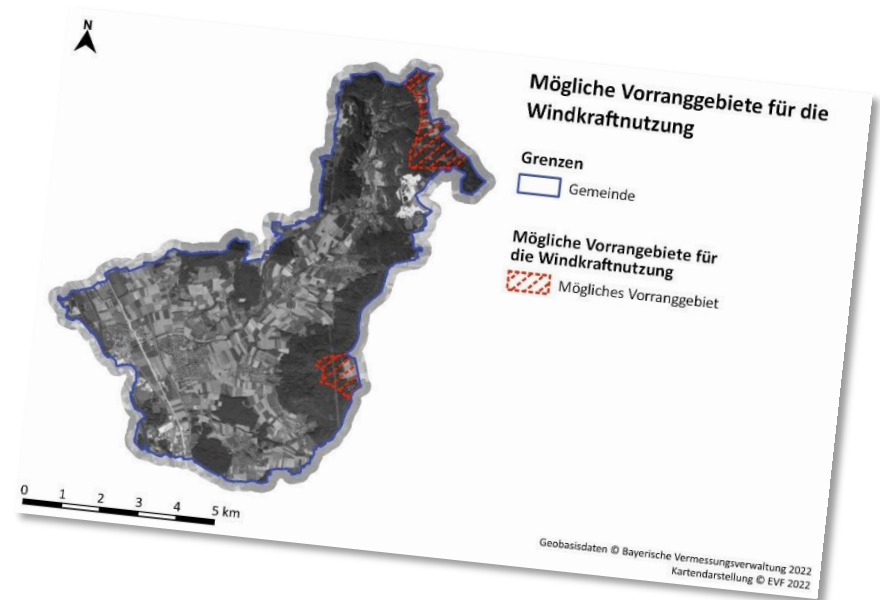 N
Mögliche Vorranggebiete für die
Windkraftnutzung
Grenzen
Gemeinde
Mögliche Vorrangebiete für
die Windkraftnutzung
Mögliches Vorranggebiet
0 1 2 3 4 5 km
Geobasisdaten © Bayerische Vermessungsverwaltung 2022
Kartendarstellung © EVF 2022